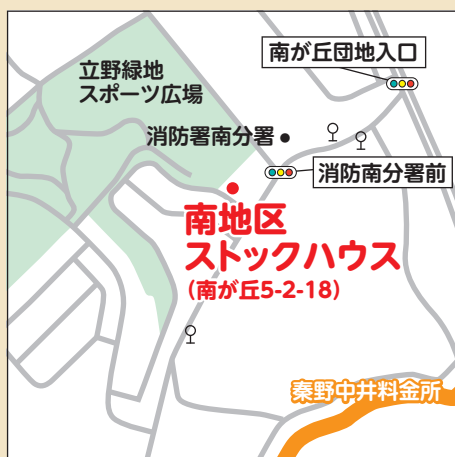 南が丘団地入口
立野緑地
スポーツ広場
消防署南分署
消防南分署前
南地区
ストックハウス
(南が丘5-2-18)
秦野中井料金所